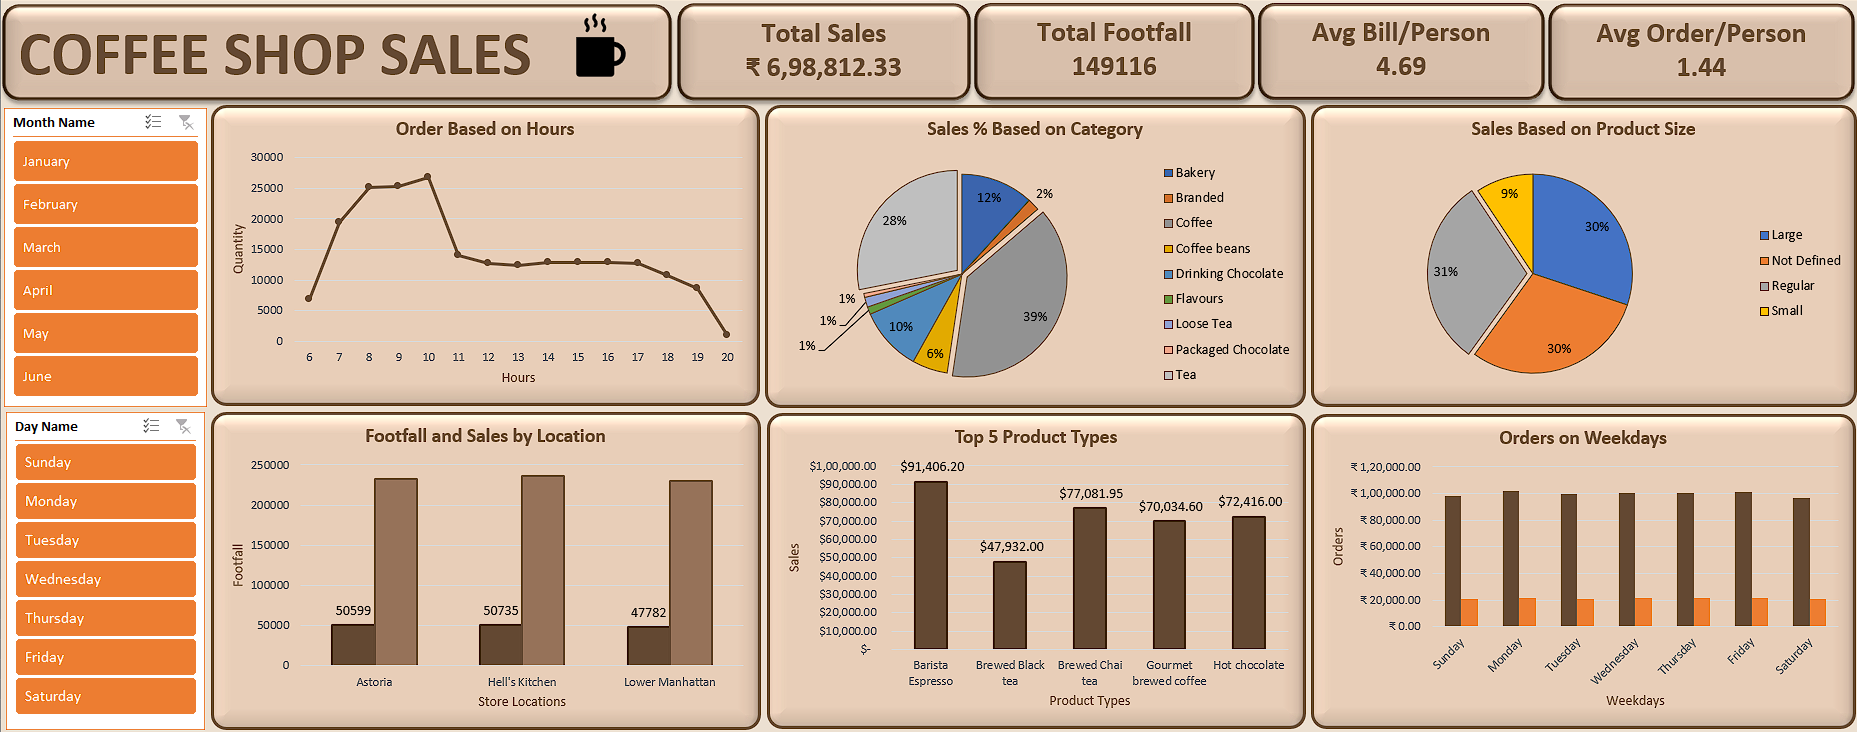 COFFEE SHOP SALES
Total Sales
₹ 6,98,812.33
Total Footfall
149116
Avg Bill/Person
4.69
Avg Order/Person
1.44
Month Name
January
February
March
April
May
June
Day Name
Sunday
Monday
Tuesday
Wednesday
Thursday
Friday
Saturday
Order Based on Hours
Quantity
30000
25000
20000
15000
10000
5000
0
6 7 8 9 10 11 12 13 14 15 16 17 18 19 20
Hours
Sales % Based on Category
12%
2%
39%
6%
10%
1%
1%
1%
28%
Bakery
Branded
Coffee
Coffee beans
Drinking Chocolate
Flavours
Loose Tea
Packaged Chocolate
Tea
Sales Based on Product Size
30%
30%
31%
9%
Large
Not Defined
Regular
Small
Footfall and Sales by Location
Footfall
250000
200000
150000
100000
50000
0
50599
50735
47782
Astoria
Hell's Kitchen
Lower Manhattan
Store Locations
Top 5 Product Types
Sales
$1,00,000.00
$90,000.00
$80,000.00
$70,000.00
$60,000.00
$50,000.00
$40,000.00
$30,000.00
$20,000.00
$10,000.00
$-
$91,406.20
$47,932.00
$77,081.95
$70,034.60
$72,416.00
Barista
Espresso
Brewed Black
tea
Brewed Chai
tea
Gourmet
brewed coffee
Hot chocolate
Product Types
Orders on Weekdays
Orders
₹ 1,20,000.00
₹ 1,00,000.00
₹ 80,000.00
₹ 60,000.00
₹ 40,000.00
₹ 20,000.00
₹ 0.00
Sunday
Monday
Tuesday
Wednesday
Thursday
Friday
Saturday
Weekdays